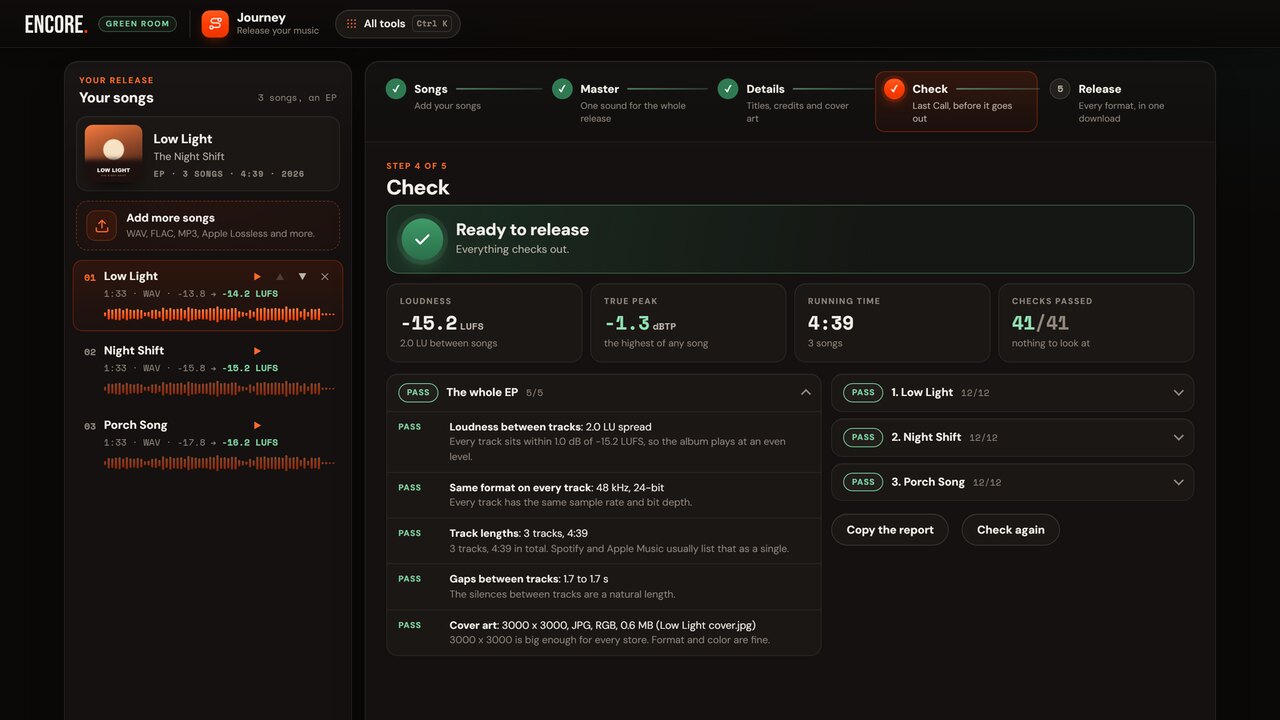 ENCORE.
GREEN ROOM
Journey
Release your music
All tools
Ctrl K
YOUR RELEASE
Your songs
3 songs, an EP
LOW LIGHT
Low Light
The Night Shift
EP · 3 SONGS · 4:39 · 2026
Add more songs
WAV, FLAC, MP3, Apple Lossless and more.
01 Low Light
1:33 · WAV · -13.8 → -14.2 LUFS
02 Night Shift
1:33 · WAV · -15.8 → -15.2 LUFS
03 Porch Song
1:33 · WAV · -17.8 → -16.2 LUFS
Songs
Add your songs
Master
One sound for the whole
release
Details
Titles, credits and cover
art
Check
Last Call, before it goes
out
5 Release
Every format, in one
download
STEP 4 OF 5
Check
Ready to release
Everything checks out.
LOUDNESS
-15.2 LUFS
2.0 LU between songs
TRUE PEAK
-1.3 dBTP
the highest of any song
RUNNING TIME
4:39
3 songs
CHECKS PASSED
41/41
nothing to look at
PASS The whole EP 5/5
PASS Loudness between tracks: 2.0 LU spread
Every track sits within 1.0 dB of -15.2 LUFS, so the album plays at an even
level.
PASS Same format on every track: 48 kHz, 24-bit
Every track has the same sample rate and bit depth.
PASS Track lengths: 3 tracks, 4:39
3 tracks, 4:39 in total. Spotify and Apple Music usually list that as a single.
PASS Gaps between tracks: 1.7 to 1.7 s
The silences between tracks are a natural length.
PASS Cover art: 3000 x 3000, JPG, RGB, 0.6 MB (Low Light cover.jpg)
3000 x 3000 is big enough for every store. Format and color are fine.
PASS 1. Low Light 12/12
PASS 2. Night Shift 12/12
PASS 3. Porch Song 12/12
Copy the report
Check again